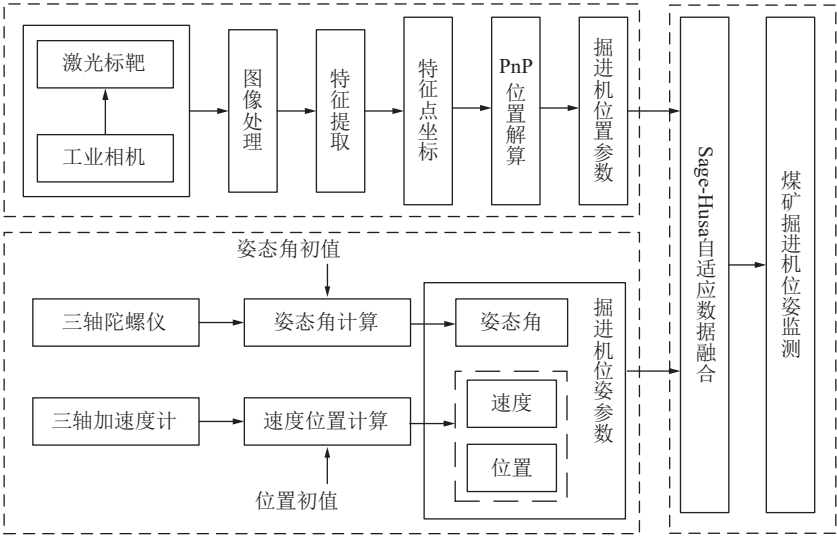 激光标靶
工业相机
图像处理
特征提取
特征点坐标
PnP位置解算
掘进机位置参数
姿态角初值
三轴陀螺仪
姿态角计算
姿态角
三轴加速度计
速度位置计算
速度
位置
位置初值
掘进机位姿参数
Sage-Husa自适应数据融合
煤矿掘进机位姿监测